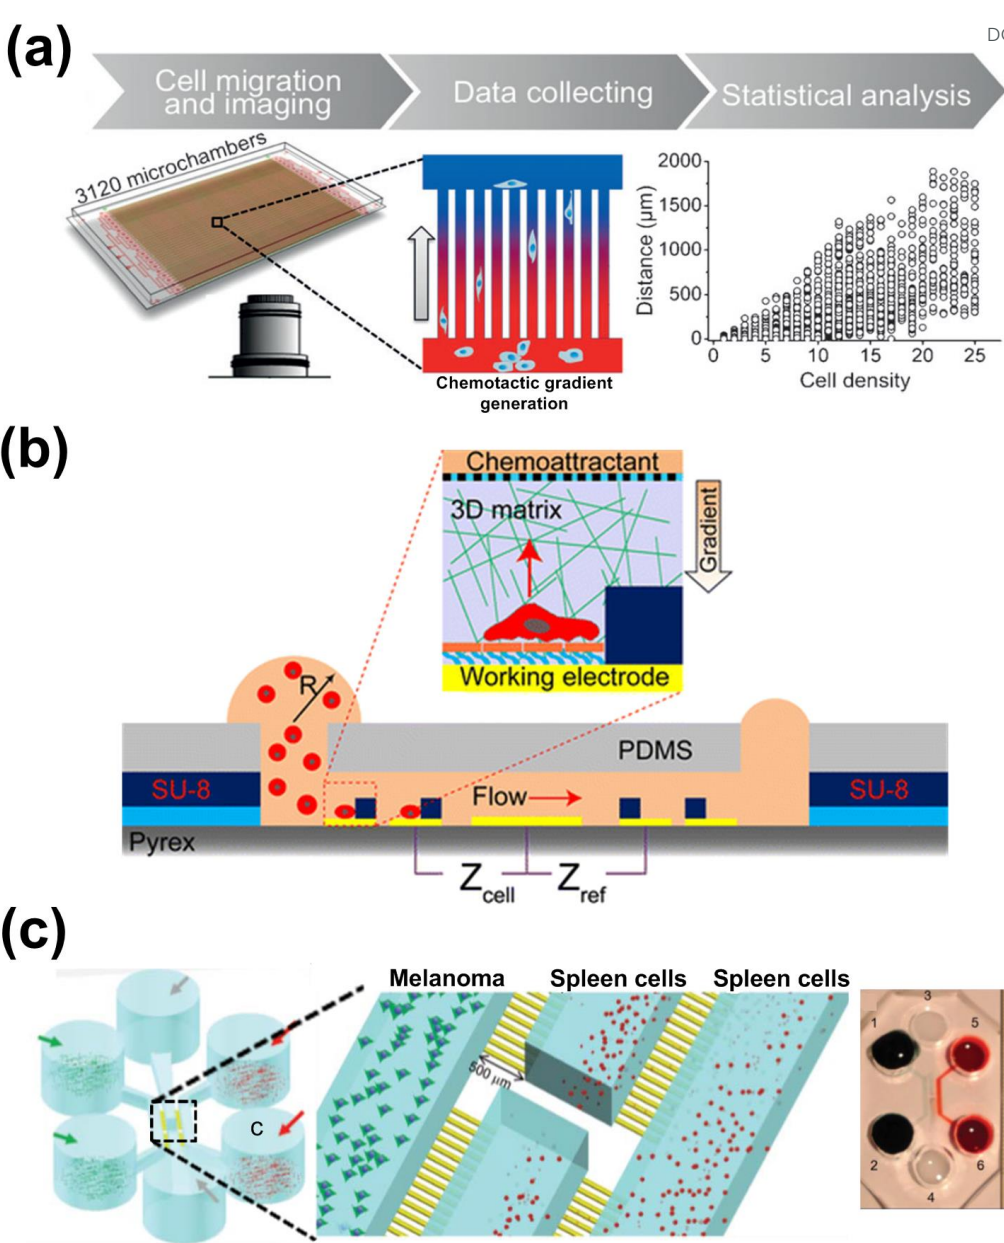 (a)
Cell migration
and imaging
Data collecting
Statistical analysis
3120 microchambers
Chemotactic gradient
generation
2000
1500
1000
500
0
Distance (μm)
0 5 10 15 20 25
Cell density
(b)
Chemoattractant
3D matrix
Gradient
Working electrode
R
PDMS
SU-8
Flow
SU-8
Pyrex
Zcell
Zref
(c)
Melanoma
Spleen cells
Spleen cells
500 μm
C
3
1
5
2
6
4